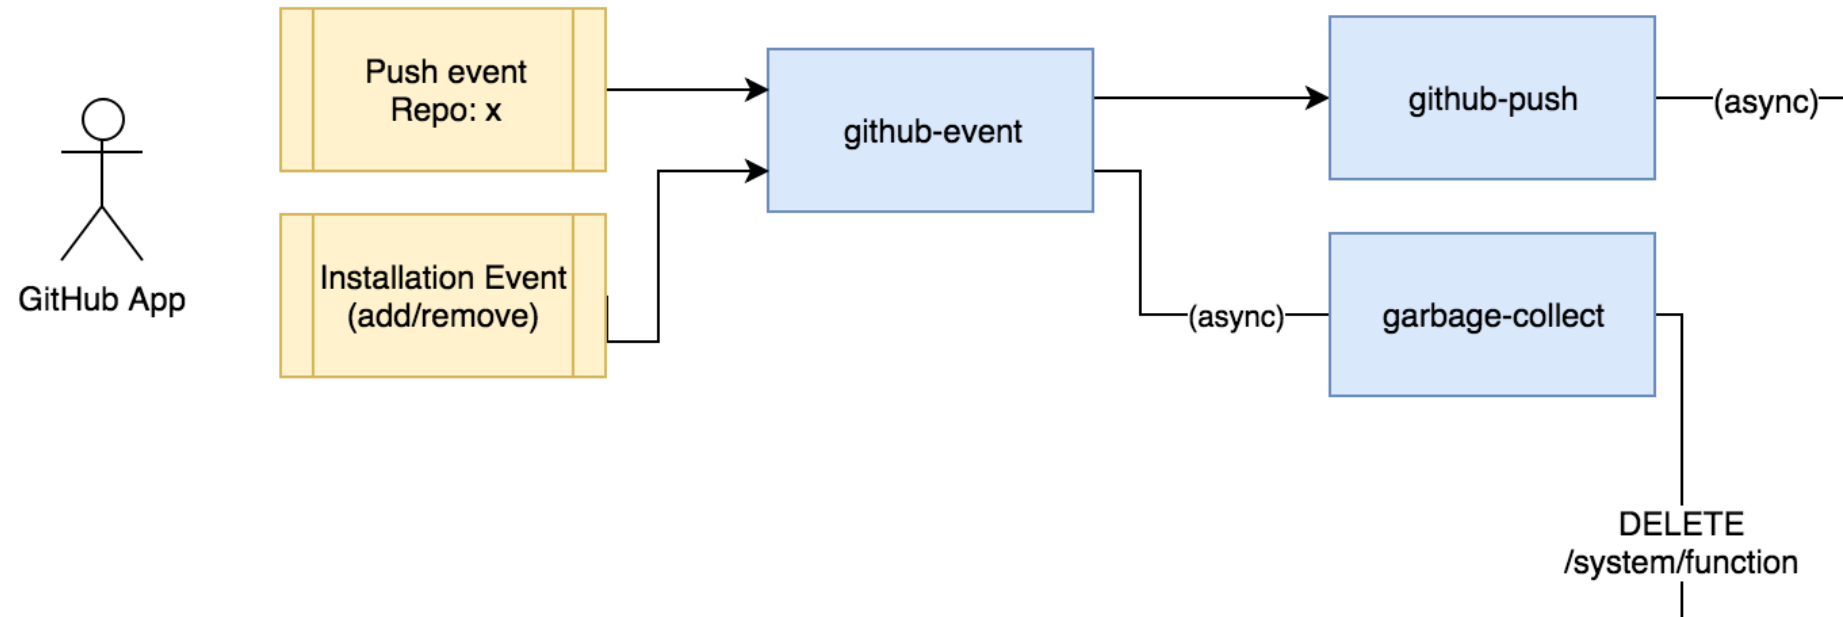 Push event
Repo: x
GitHub App
Installation Event
(add/remove)
github-event
github-push
(async)
(async)
garbage-collect
DELETE
/system/function